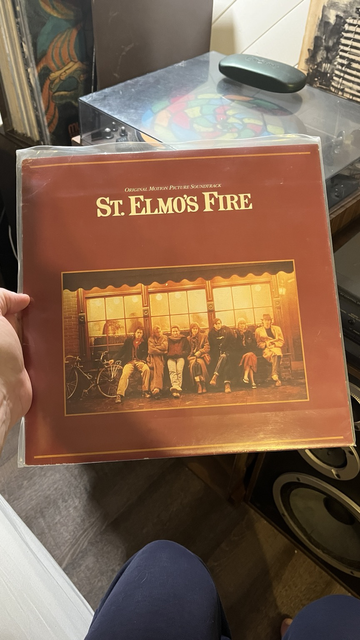 ORIGINAL MOTION PICTURE SOUNDTRACK
ST. ELMO'S FIRE